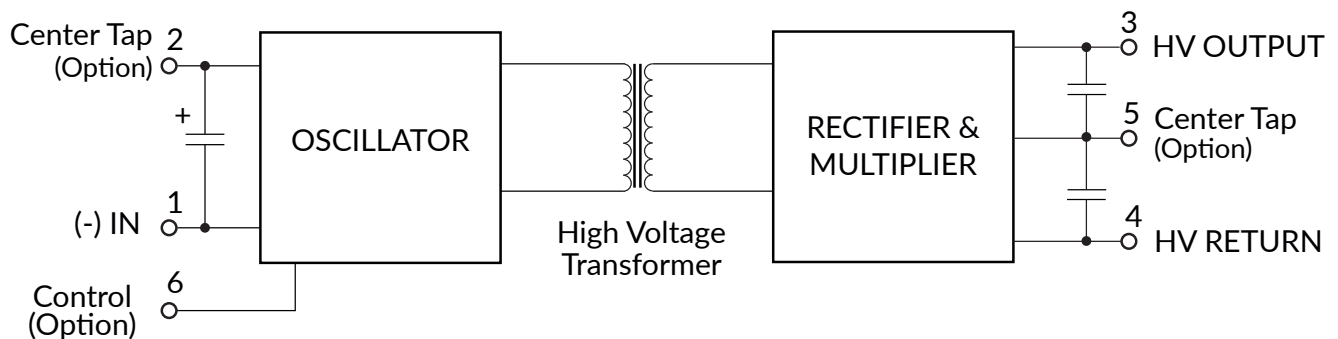 Center Tap 2
(Option)
+
(-) IN 1
Control 6
(Option)
OSCILLATOR
High Voltage
Transformer
RECTIFIER &
MULTIPLIER
3 HV OUTPUT
5 Center Tap
(Option)
4 HV RETURN